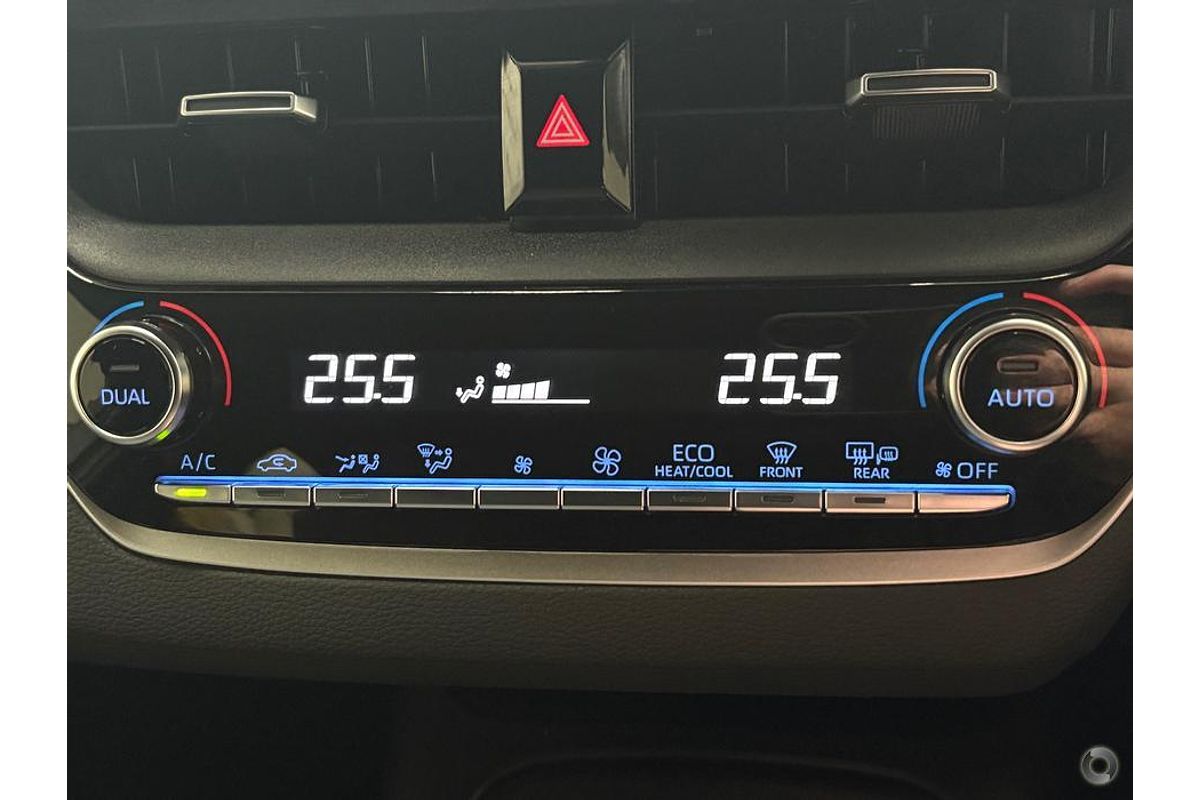 25.5 25.5
DUAL AUTO
A/C ECO HEAT/COOL FRONT REAR OFF